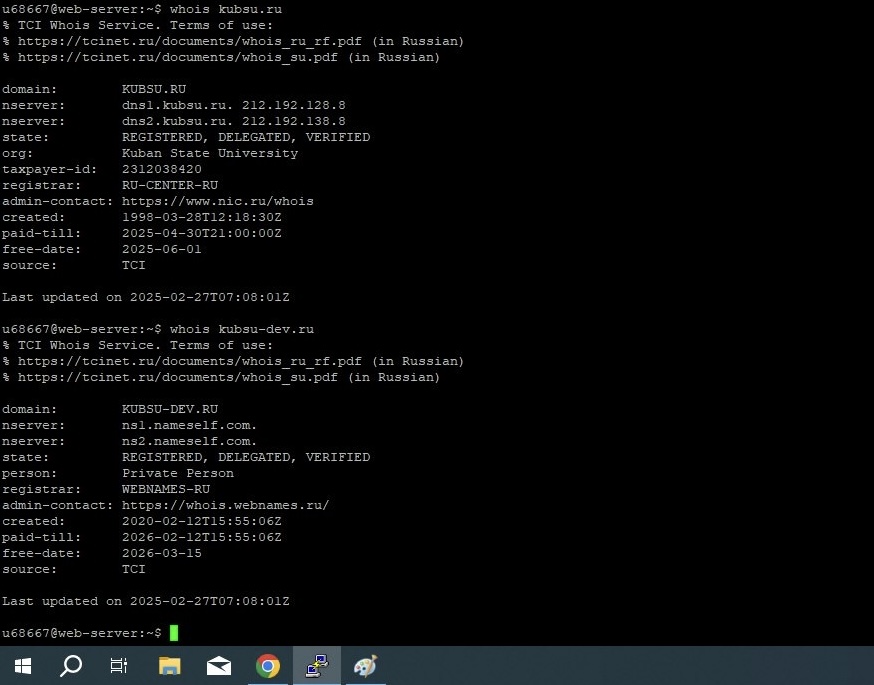 u68667@web-server:~$ whois kubsu.ru
% TCI Whois Service. Terms of use:
% https://tcinet.ru/documents/whois_ru_rf.pdf (in Russian)
% https://tcinet.ru/documents/whois_su.pdf (in Russian)
domain: KUBSU.RU
nserver: dns1.kubsu.ru. 212.192.128.8
nserver: dns2.kubsu.ru. 212.192.138.8
state: REGISTERED, DELEGATED, VERIFIED
org: Kuban State University
taxpayer-id: 2312038420
registrar: RU-CENTER-RU
admin-contact: https://www.nic.ru/whois
created: 1998-03-28T12:18:30Z
paid-till: 2025-04-30T21:00:00Z
free-date: 2025-06-01
source: TCI
Last updated on 2025-02-27T07:08:01Z
u68667@web-server:~$ whois kubsu-dev.ru
% TCI Whois Service. Terms of use:
% https://tcinet.ru/documents/whois_ru_rf.pdf (in Russian)
% https://tcinet.ru/documents/whois_su.pdf (in Russian)
domain: KUBSU-DEV.RU
nserver: ns1.nameself.com.
nserver: ns2.nameself.com.
state: REGISTERED, DELEGATED, VERIFIED
person: Private Person
registrar: WEBNAMES-RU
admin-contact: https://whois.webnames.ru/
created: 2020-02-12T15:55:06Z
paid-till: 2026-02-12T15:55:06Z
free-date: 2026-03-15
source: TCI
Last updated on 2025-02-27T07:08:01Z
u68667@web-server:~$